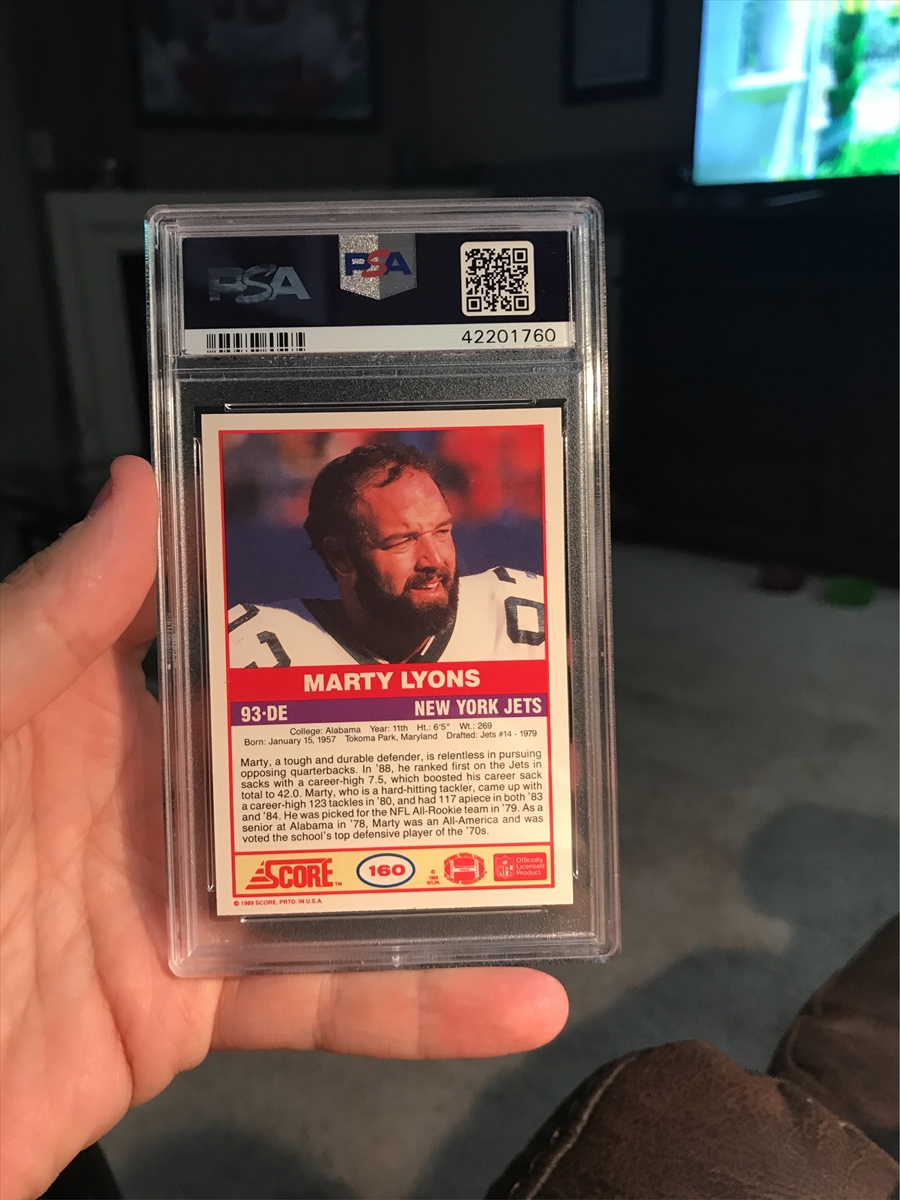 PSA
PSA
42201760
MARTY LYONS
93·DE NEW YORK JETS
College: Alabama Year: 11th Ht.: 6'5" Wt.: 269
Born: January 15, 1957 Tokoma Park, Maryland Drafted: Jets #14 - 1979
Marty, a tough and durable defender, is relentless in pursuing
opposing quarterbacks. In '88, he ranked first on the Jets in
sacks with a career-high 7.5, which boosted his career sack
total to 42.0. Marty, who is a hard-hitting tackler, came up with
a career-high 123 tackles in '80, and had 117 apiece in both '83
and '84. He was picked for the NFL All-Rookie team in '79. As a
senior at Alabama in '78, Marty was an All-America and was
voted the school's top defensive player of the '70s.
SCORE™ 160
© 1989 NFLPA
NFL
Officially
Licensed
Product
© 1989 SCORE, PRTD. IN U.S.A.